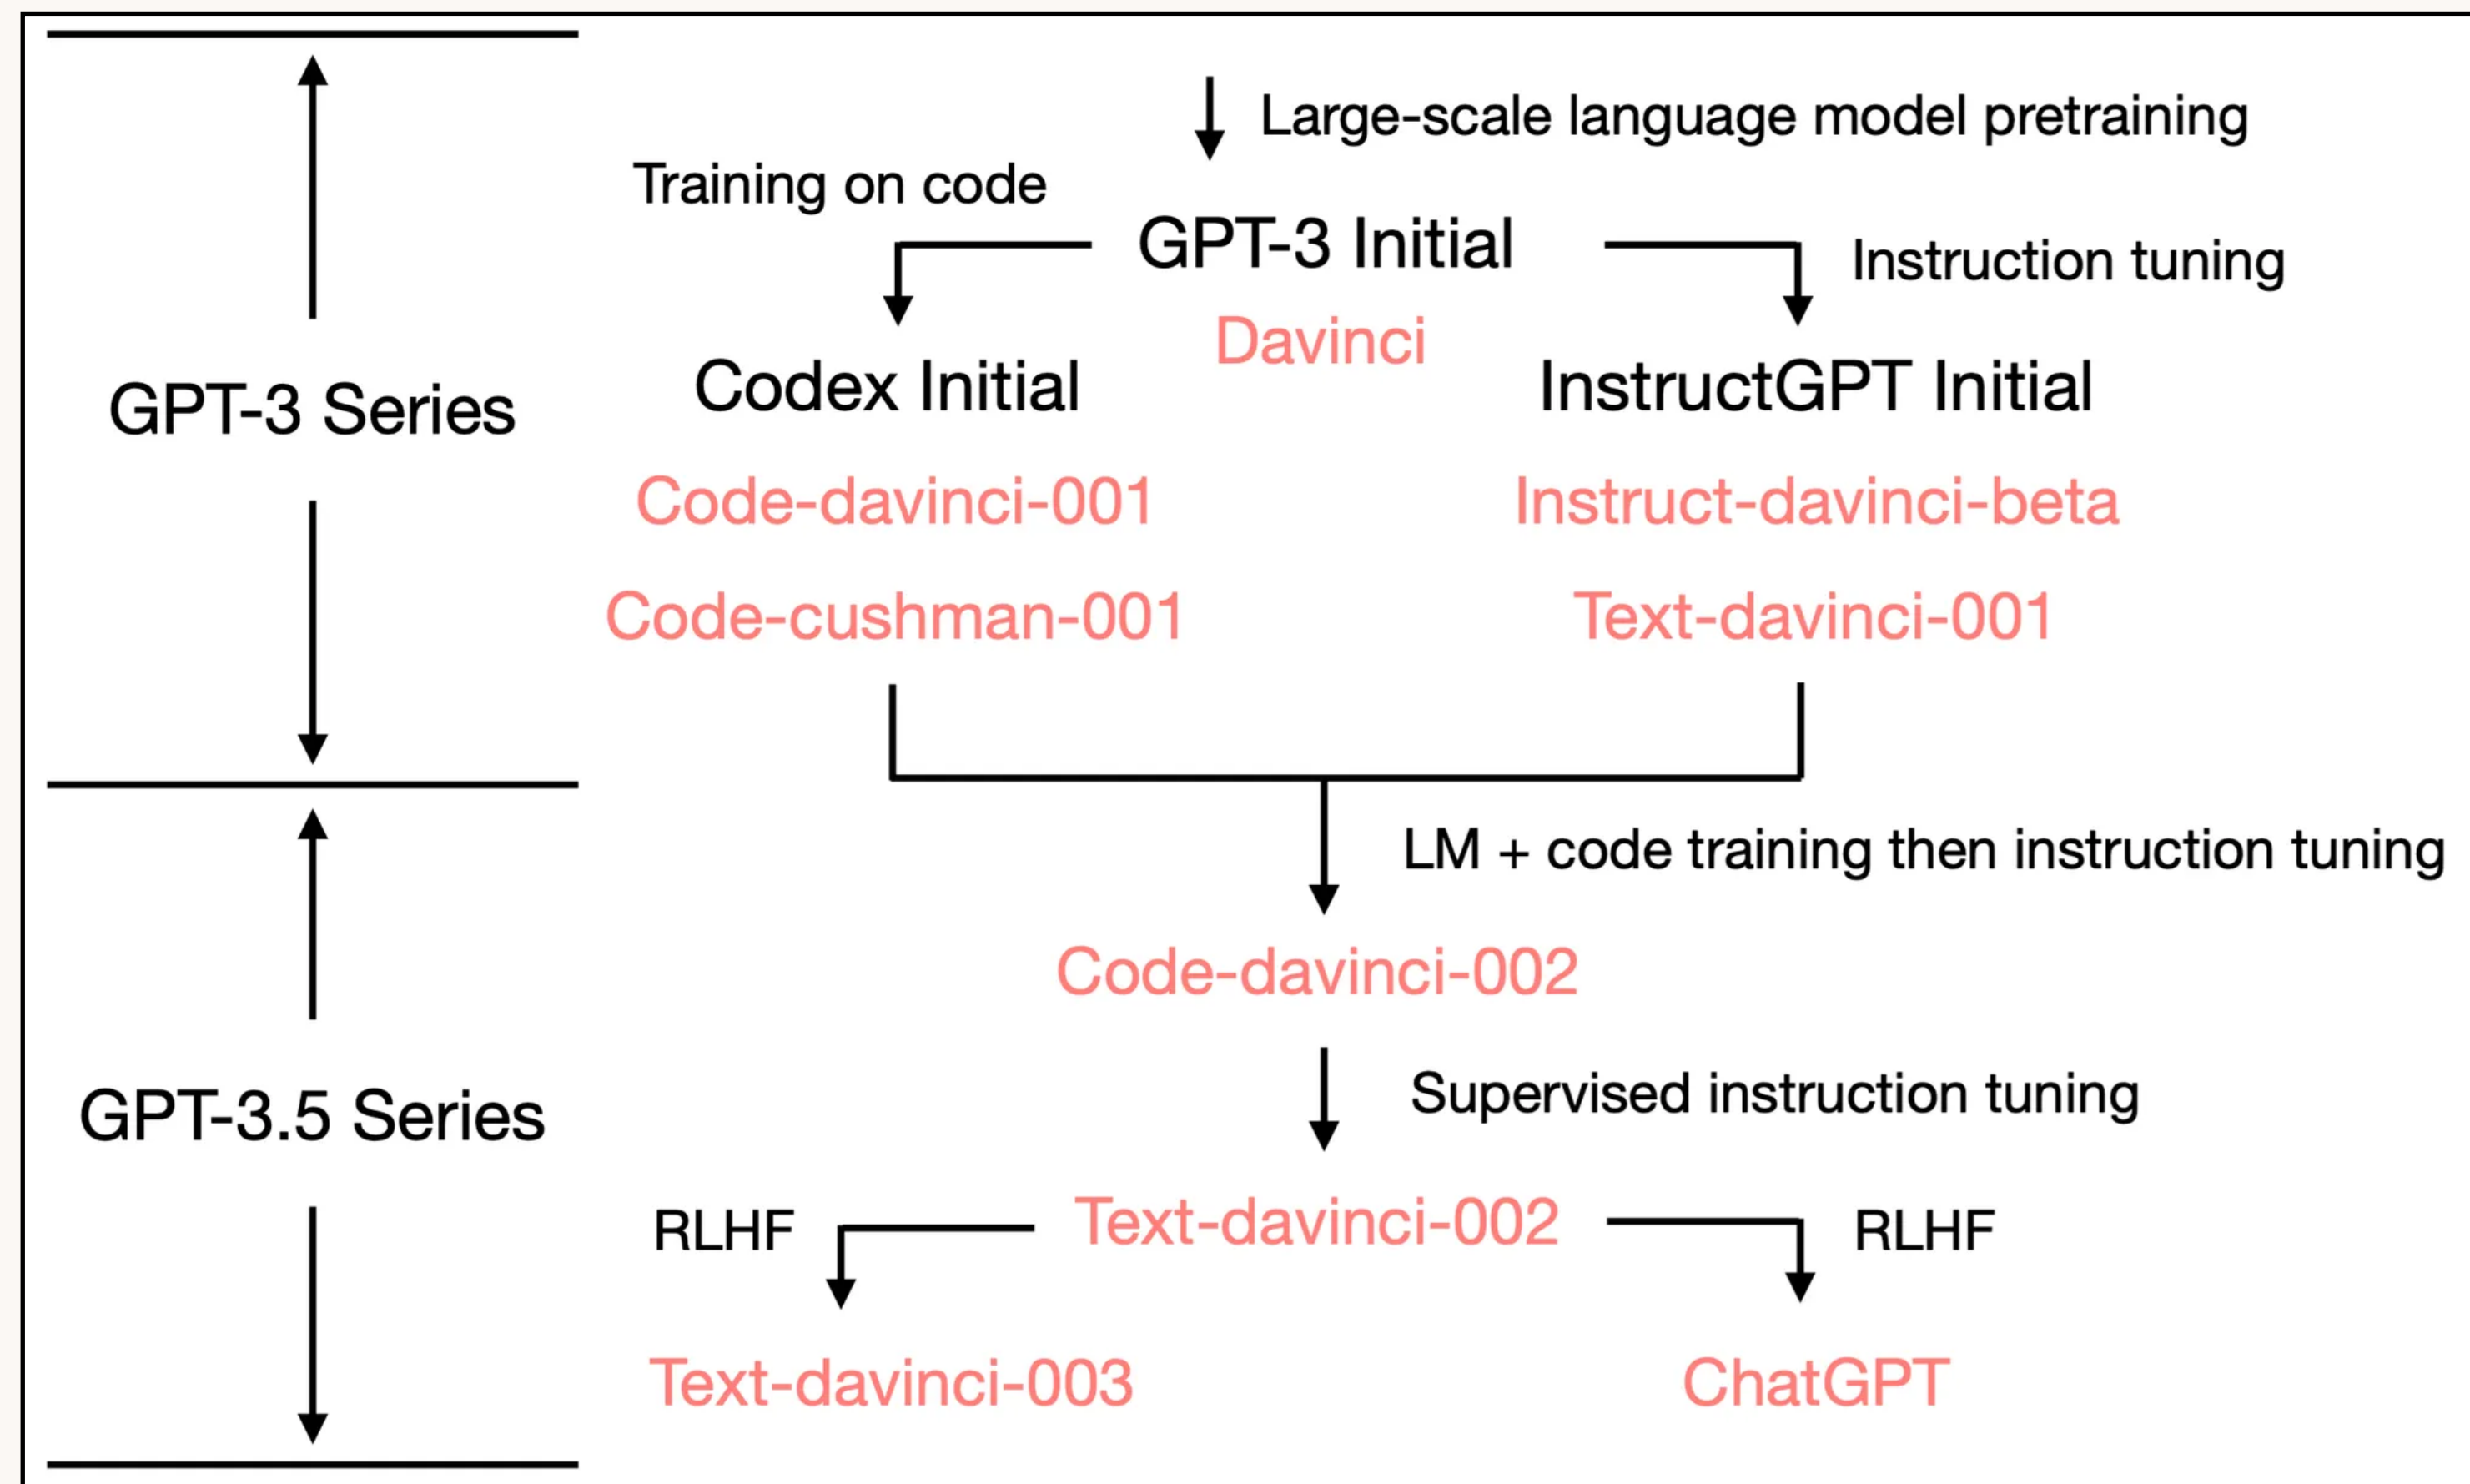 Large-scale language model pretraining
Training on code
GPT-3 Initial
Instruction tuning
Davinci
Codex Initial
InstructGPT Initial
GPT-3 Series
Code-davinci-001
Instruct-davinci-beta
Code-cushman-001
Text-davinci-001
LM + code training then instruction tuning
Code-davinci-002
Supervised instruction tuning
GPT-3.5 Series
RLHF
Text-davinci-002
RLHF
Text-davinci-003
ChatGPT